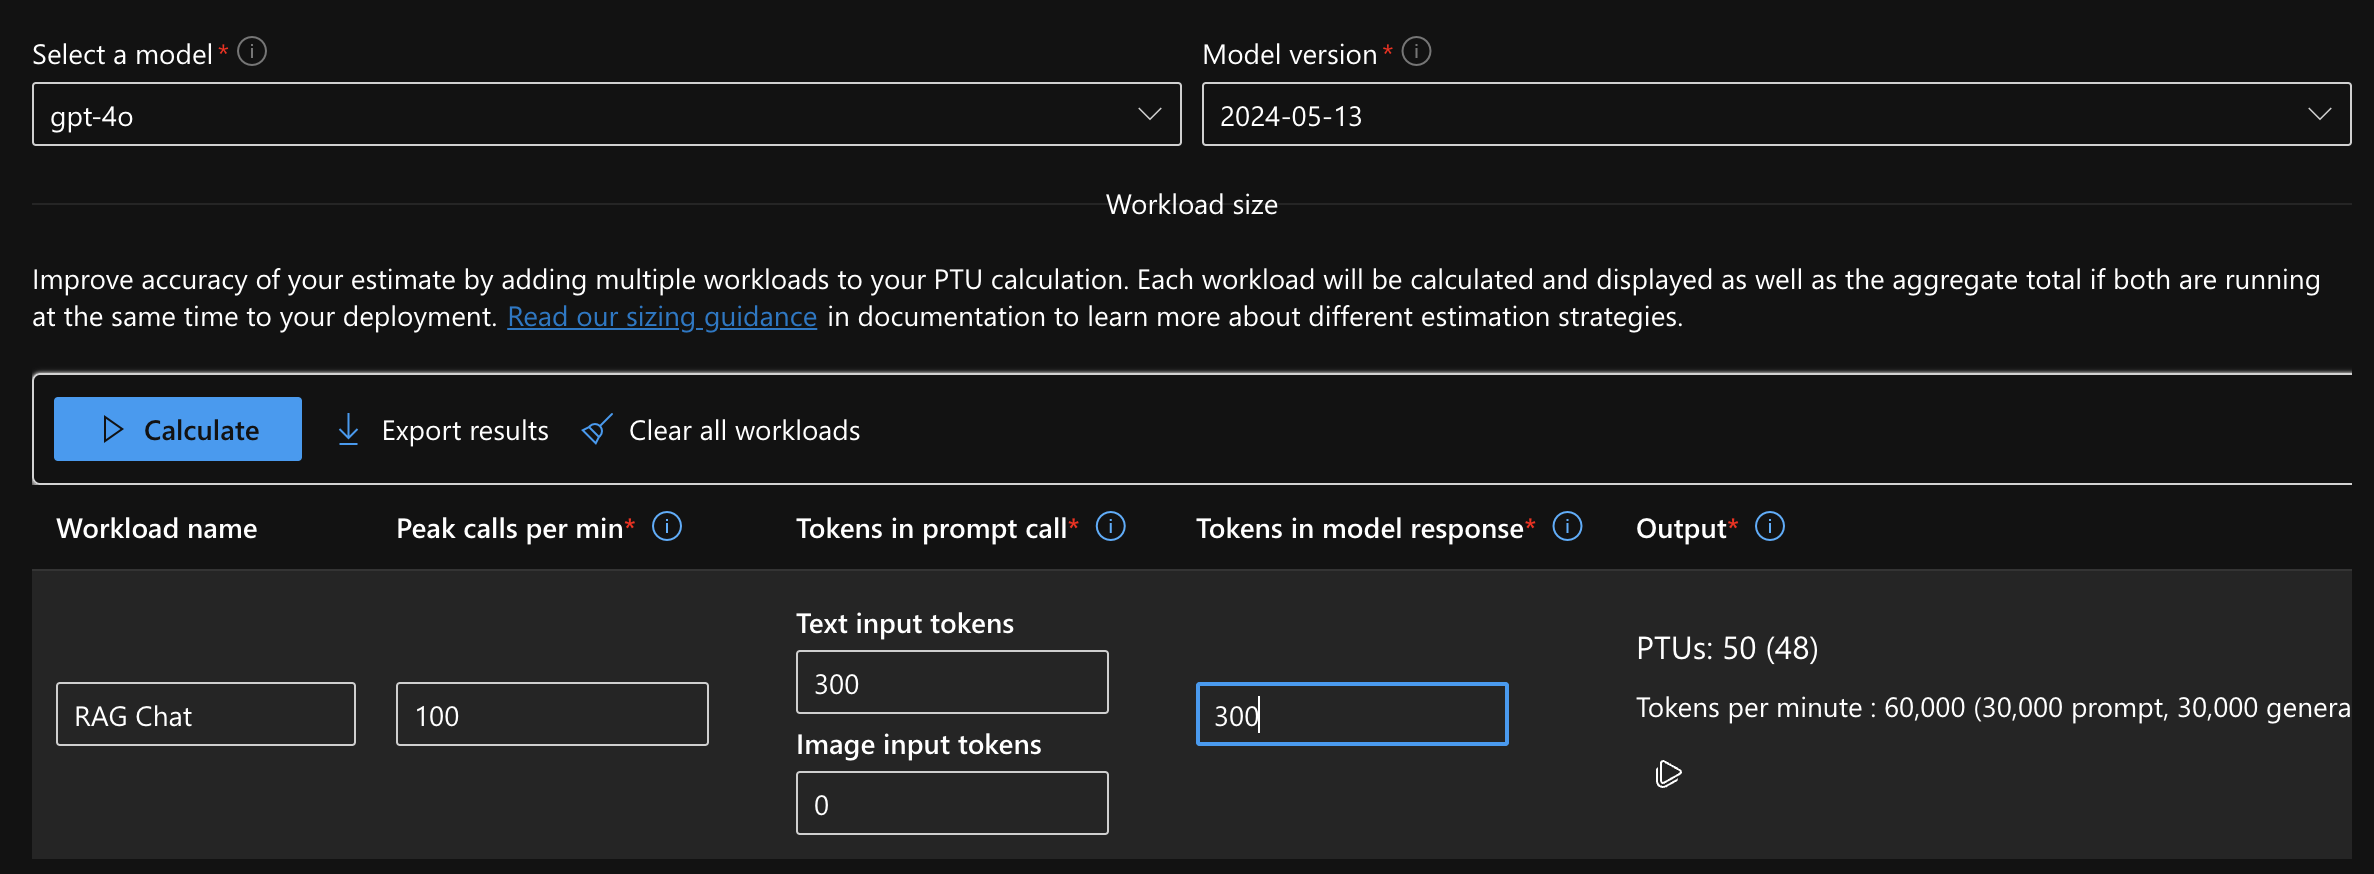 Select a model*
Model version*
gpt-4o
2024-05-13
Workload size
Improve accuracy of your estimate by adding multiple workloads to your PTU calculation. Each workload will be calculated and displayed as well as the aggregate total if both are running
at the same time to your deployment. Read our sizing guidance in documentation to learn more about different estimation strategies.
Calculate
Export results
Clear all workloads
Workload name
Peak calls per min*
Tokens in prompt call*
Tokens in model response*
Output*
RAG Chat
100
Text input tokens
300
Image input tokens
0
300
PTUs: 50 (48)
Tokens per minute : 60,000 (30,000 prompt, 30,000 genera